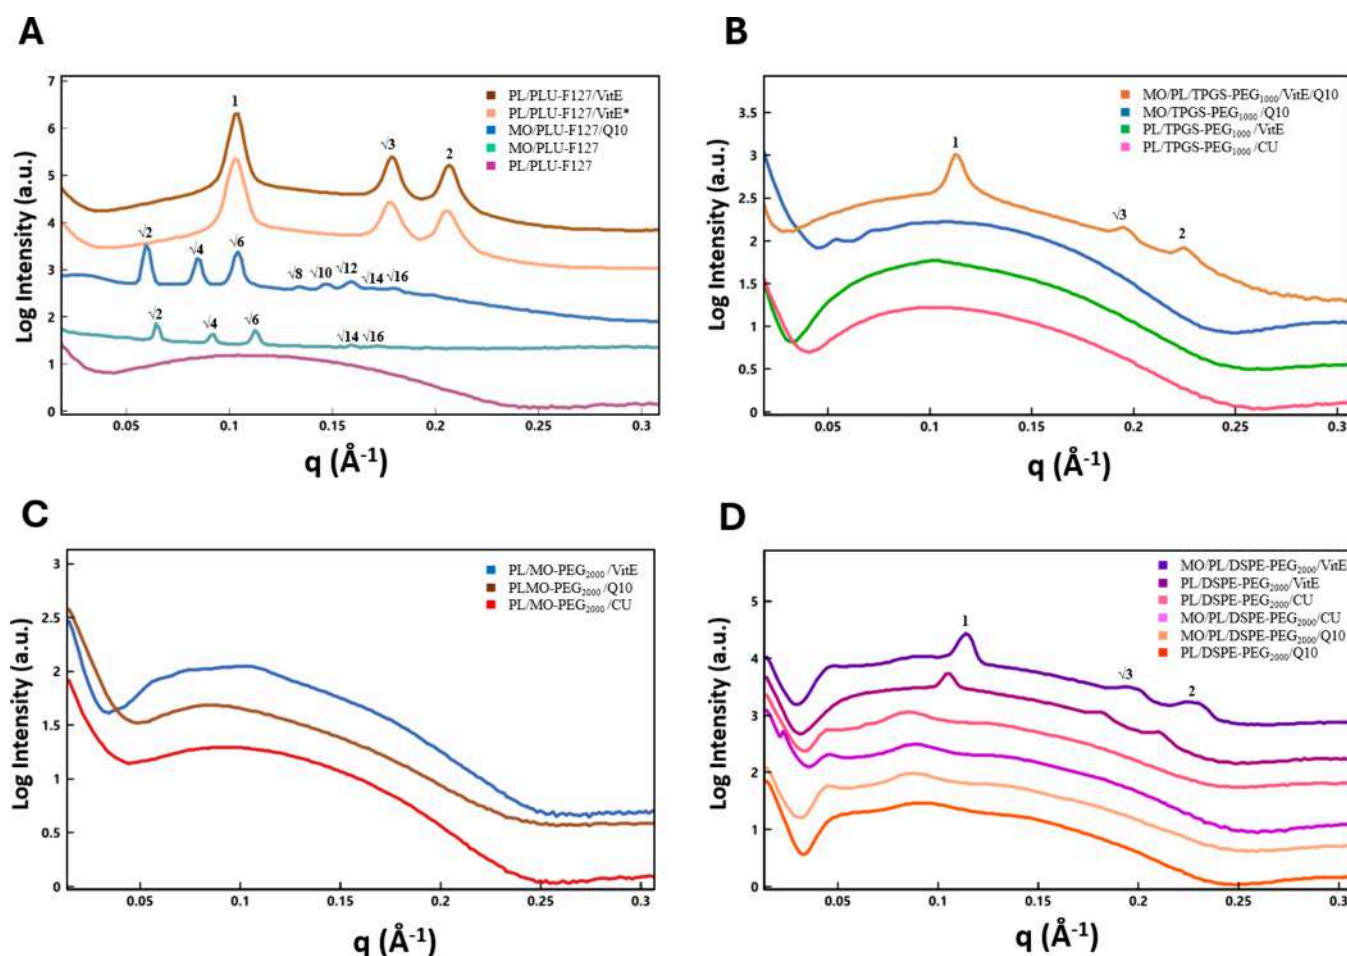 A
Log Intensity (a.u.)
7
6
5
4
3
2
1
0
PL/PLU-F127/VitE
PL/PLU-F127/VitE*
MO/PLU-F127/Q10
MO/PLU-F127
PL/PLU-F127
1
√3
2
√2
√4
√6
√8
√10
√12
√14
√16
√2
√4
√6
√14
√16
0.05
0.1
0.15
0.2
0.25
0.3
q (Å⁻¹)
B
Log Intensity (a.u.)
3.5
3
2.5
2
1.5
1
0.5
0
MO/PL/TPGS-PEG₁₀₀₀/VitE/Q10
MO/TPGS-PEG₁₀₀₀/Q10
PL/TPGS-PEG₁₀₀₀/VitE
PL/TPGS-PEG₁₀₀₀/CU
1
√3
2
0.05
0.1
0.15
0.2
0.25
0.3
q (Å⁻¹)
C
Log Intensity (a.u.)
3
2.5
2
1.5
1
0.5
0
PL/MO-PEG₂₀₀₀/VitE
PLMO-PEG₂₀₀₀/Q10
PL/MO-PEG₂₀₀₀/CU
0.05
0.1
0.15
0.2
0.25
0.3
q (Å⁻¹)
D
Log Intensity (a.u.)
5
4
3
2
1
0
MO/PL/DSPE-PEG₂₀₀₀/VitE
PL/DSPE-PEG₂₀₀₀/VitE
PL/DSPE-PEG₂₀₀₀/CU
MO/PL/DSPE-PEG₂₀₀₀/CU
MO/PL/DSPE-PEG₂₀₀₀/Q10
PL/DSPE-PEG₂₀₀₀/Q10
1
√3
2
0.05
0.1
0.15
0.2
0.25
0.3
q (Å⁻¹)